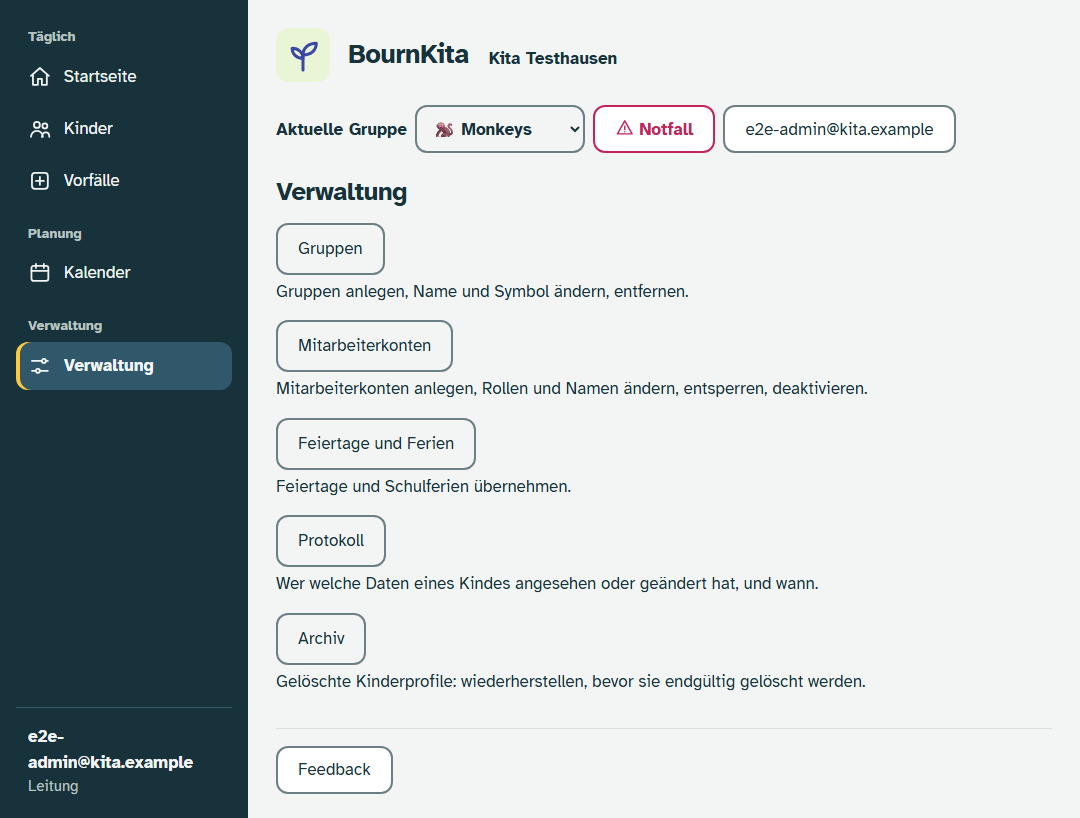 Täglich
Startseite
Kinder
Vorfälle
Planung
Kalender
Verwaltung
Verwaltung
e2e-
admin@kita.example
Leitung
BournKita Kita Testhausen
Aktuelle Gruppe Monkeys Notfall e2e-admin@kita.example
Verwaltung
Gruppen
Gruppen anlegen, Name und Symbol ändern, entfernen.
Mitarbeiterkonten
Mitarbeiterkonten anlegen, Rollen und Namen ändern, entsperren, deaktivieren.
Feiertage und Ferien
Feiertage und Schulferien übernehmen.
Protokoll
Wer welche Daten eines Kindes angesehen oder geändert hat, und wann.
Archiv
Gelöschte Kinderprofile: wiederherstellen, bevor sie endgültig gelöscht werden.
Feedback